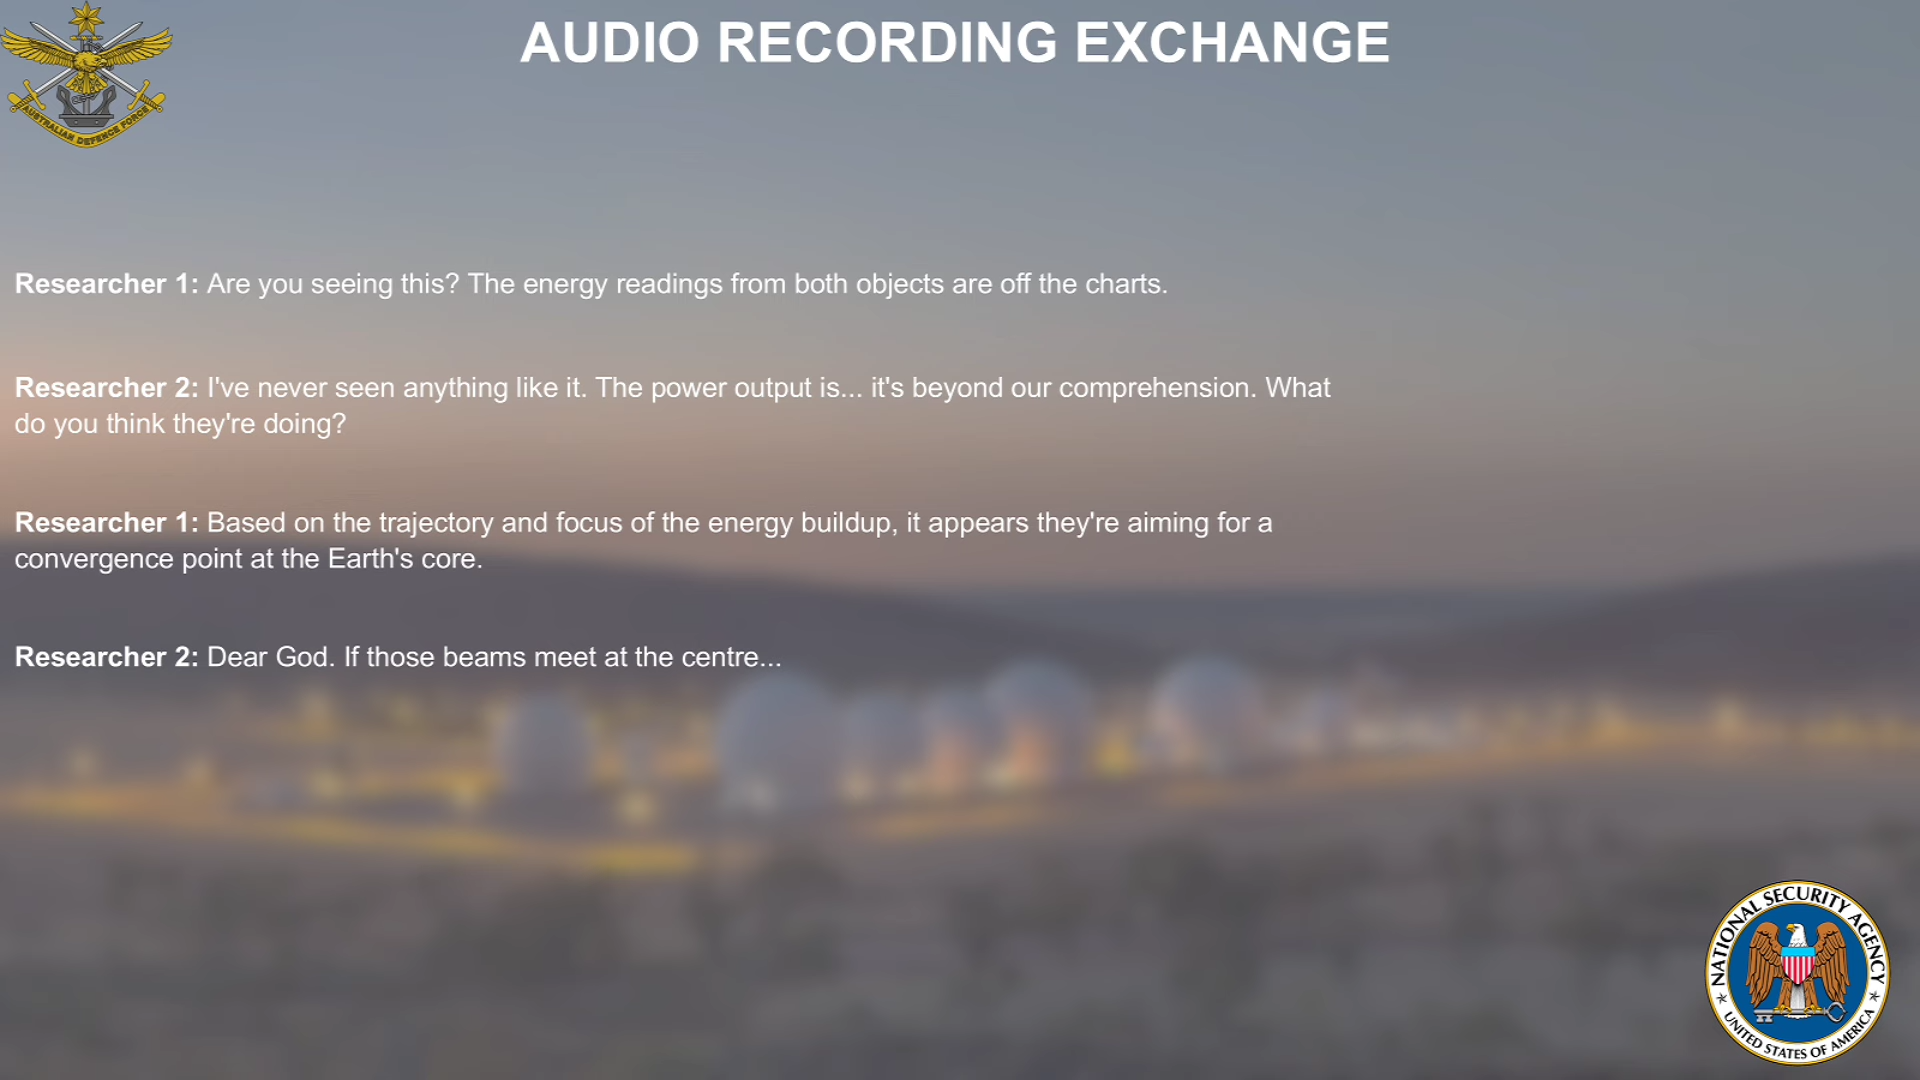 AUDIO RECORDING EXCHANGE
AUSTRALIAN DEFENCE FORCE
Researcher 1: Are you seeing this? The energy readings from both objects are off the charts.
Researcher 2: I've never seen anything like it. The power output is... it's beyond our comprehension. What
do you think they're doing?
Researcher 1: Based on the trajectory and focus of the energy buildup, it appears they're aiming for a
convergence point at the Earth's core.
Researcher 2: Dear God. If those beams meet at the centre...
NATIONAL SECURITY AGENCY
UNITED STATES OF AMERICA